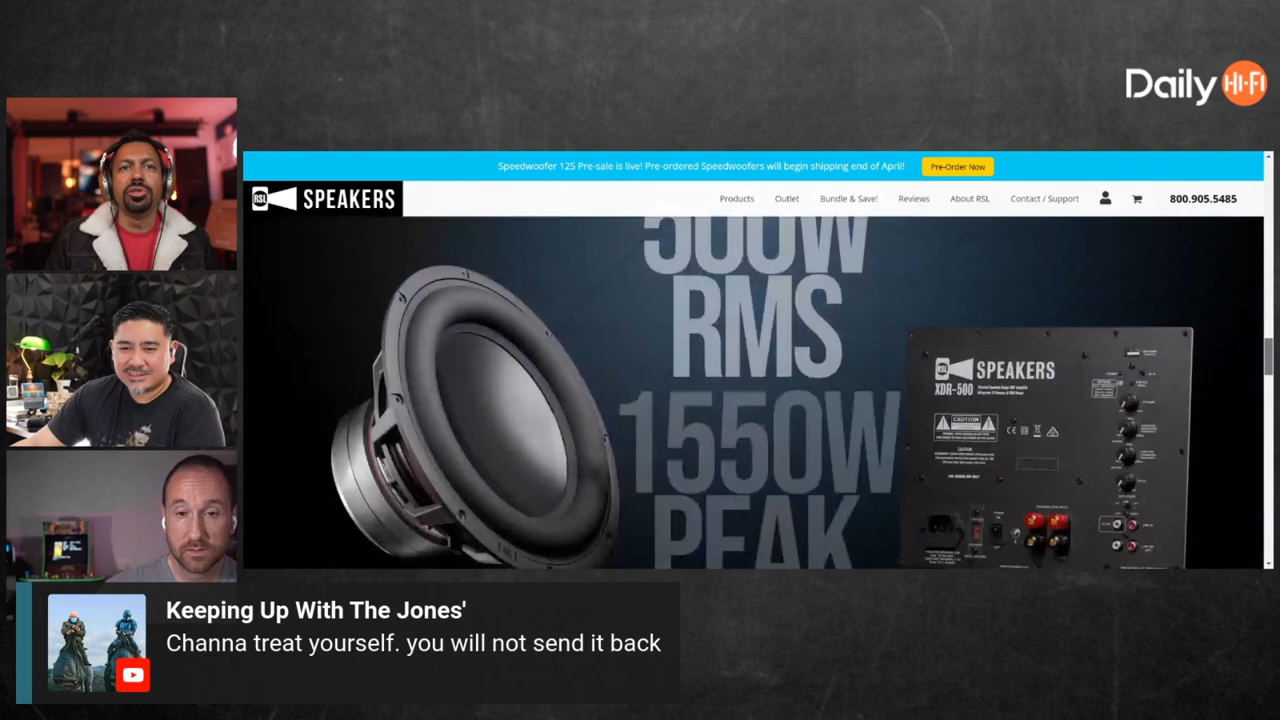 Daily HI-FI
Speedwoofer 12S Pre-sale is live! Pre-ordered Speedwoofers will begin shipping end of April!
Pre-Order Now
RSL SPEAKERS
Products
Outlet
Bundle & Save!
Reviews
About RSL
Contact / Support
800.905.5485
500W
RMS
1550W
PEAK
RSL SPEAKERS
XDR-500
CAUTION
Keeping Up With The Jones'
Channa treat yourself. you will not send it back